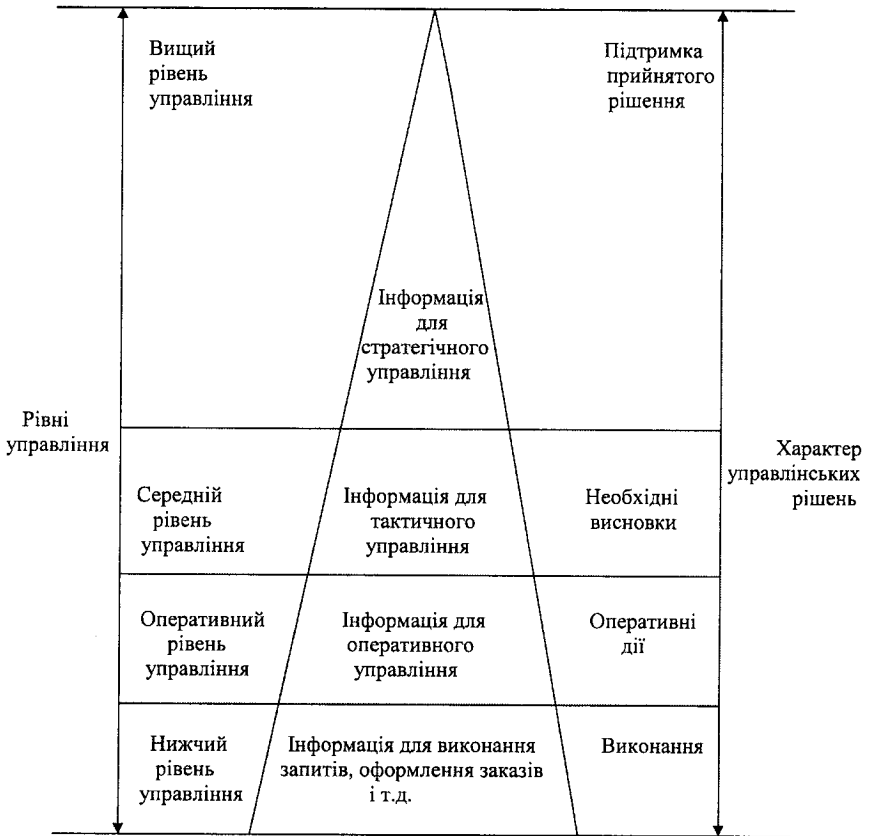 Вищий
рівень
управління
Підтримка
прийнятого
рішення
Інформація
для
стратегічного
управління
Рівні
управління
Характер
управлінських
рішень
Середній
рівень
управління
Інформація для
тактичного
управління
Необхідні
висновки
Оперативний
рівень
управління
Інформація для
оперативного
управління
Оперативні
дії
Нижчий
рівень
управління
Інформація для виконання
запитів, оформлення заказів
і т.д.
Виконання